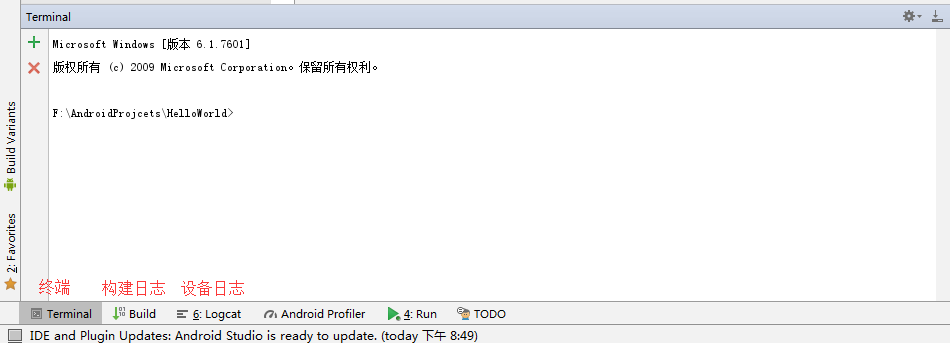 Terminal
Microsoft Windows [版本 6.1.7601]
版权所有 (c) 2009 Microsoft Corporation。保留所有权利。
F:\AndroidProjcets\HelloWorld>
Build Variants
2: Favorites
终端 构建日志 设备日志
Terminal Build 6: Logcat Android Profiler 4: Run TODO
IDE and Plugin Updates: Android Studio is ready to update. (today 下午 8:49)